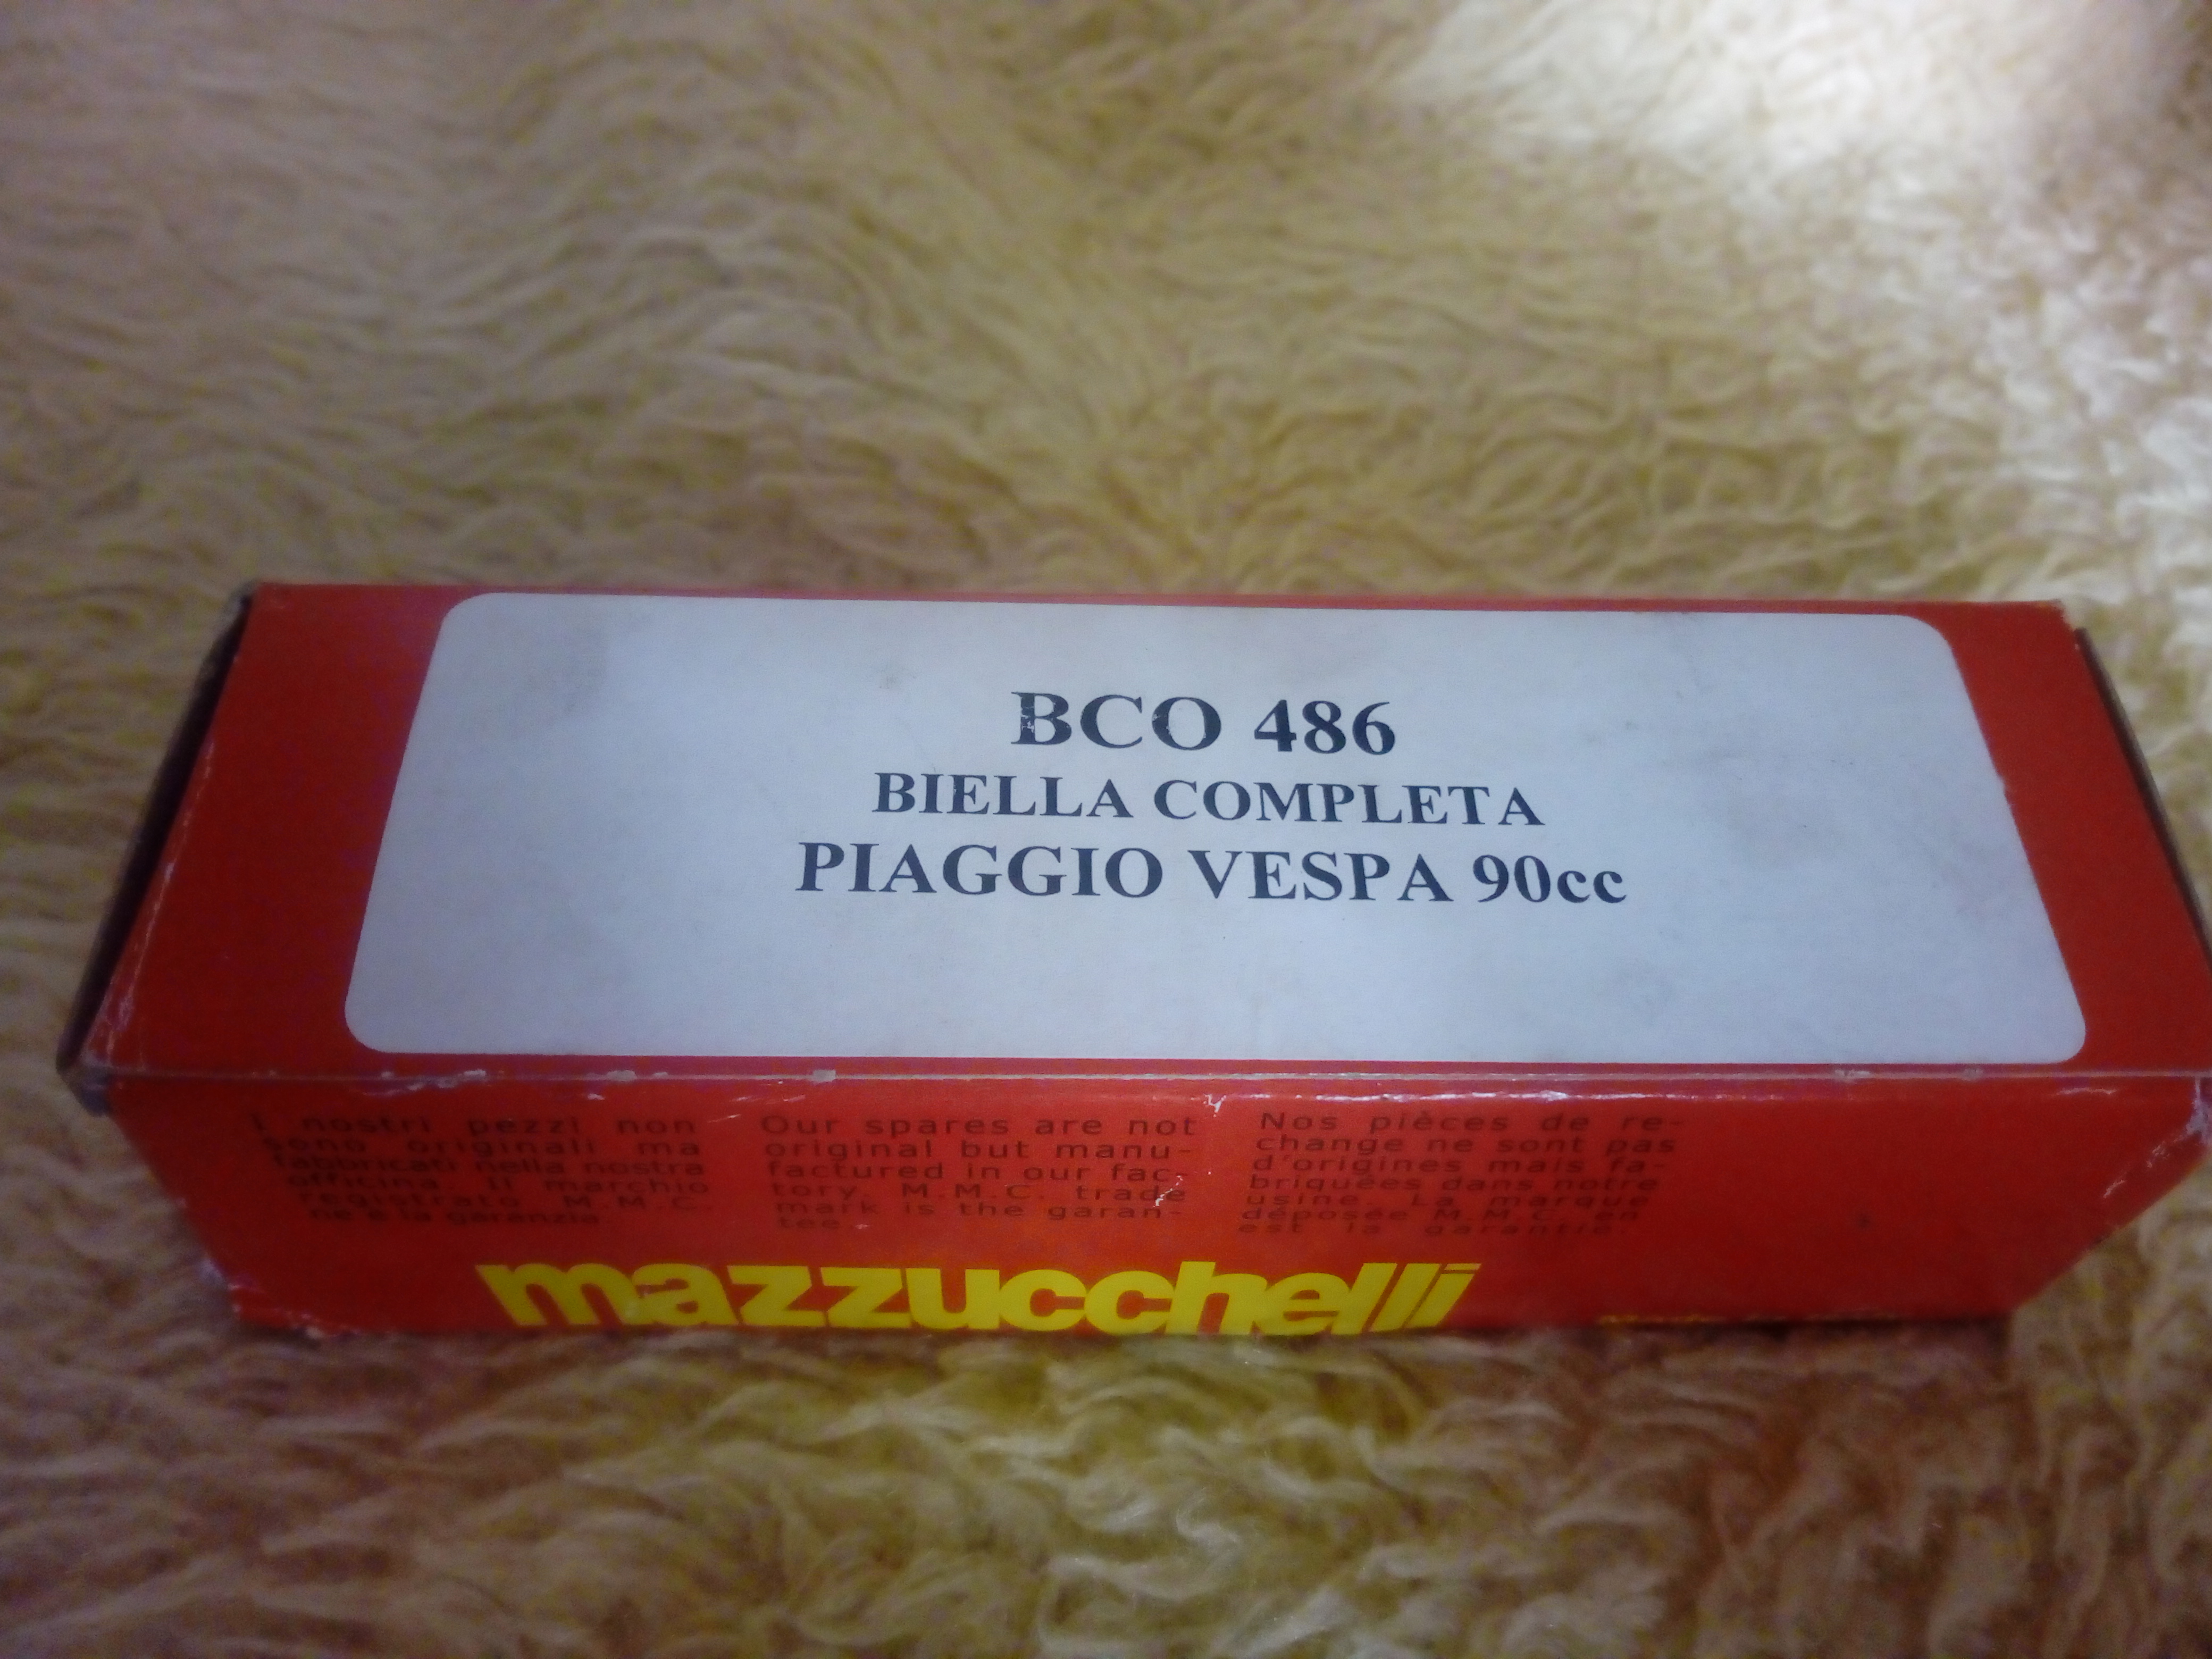 BCO 486
BIELLA COMPLETA
PIAGGIO VESPA 90cc
I nostri pezzi non
sono originali ma
fabbricati nella nostra
officina. Il marchio
registrato M.M.C.
ne è la garanzia
Our spares are not
original but manu-
factured in our fac-
tory. M.M.C. trade
mark is the garan-
tee.
Nos pièces de re-
change ne sont pas
d'origines mais fa-
briquées dans notre
usine. La marque
déposée M.M.C. en
est la garantie.
mazzucchelli